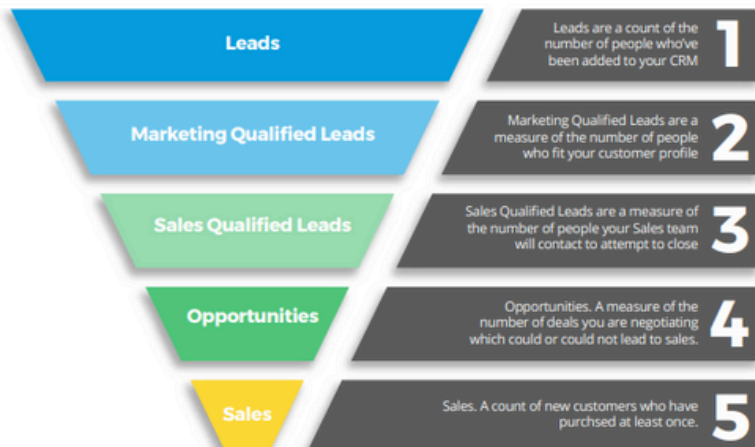 Leads
Leads are a count of the
number of people who've
been added to your CRM
1
Marketing Qualified Leads
Marketing Qualified Leads are a
measure of the number of people
who fit your customer profile
2
Sales Qualified Leads
Sales Qualified Leads are a measure of
the number of people your Sales team
will contact to attempt to close
3
Opportunities
Opportunities. A measure of the
number of deals you are negotiating
which could or could not lead to sales.
4
Sales
Sales. A count of new customers who have
purchsed at least once.
5